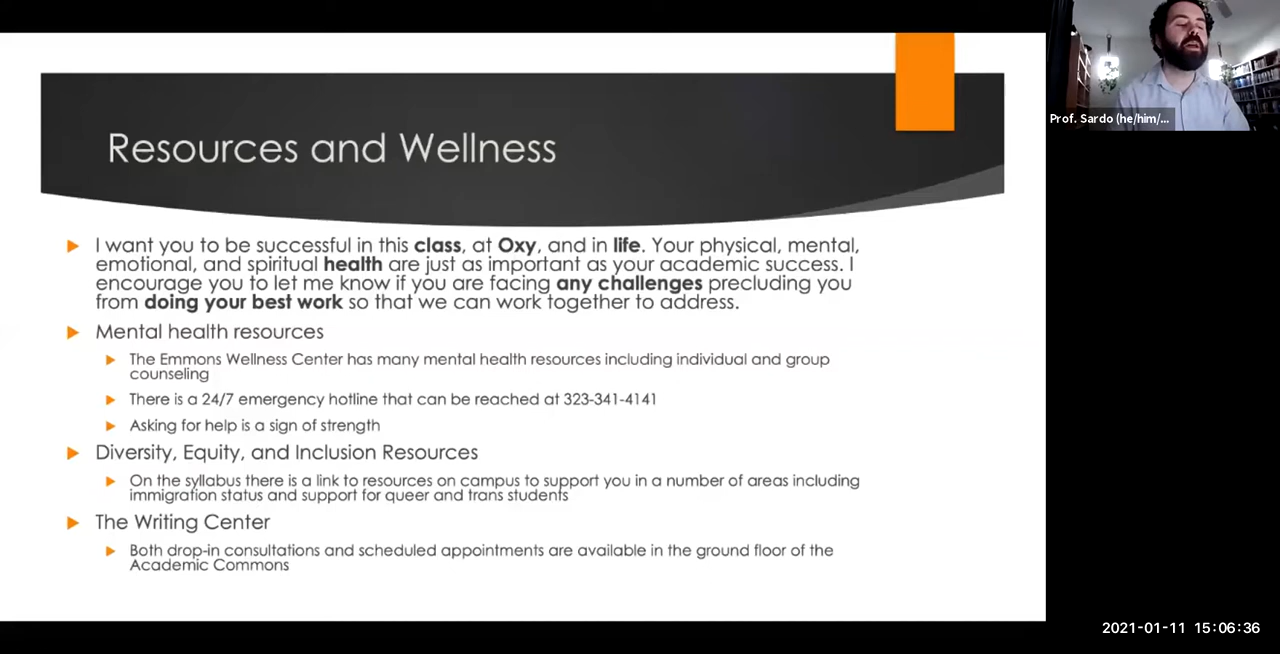 Resources and Wellness
I want you to be successful in this class, at Oxy, and in life. Your physical, mental,
emotional, and spiritual health are just as important as your academic success. I
encourage you to let me know if you are facing any challenges precluding you
from doing your best work so that we can work together to address.
Mental health resources
The Emmons Wellness Center has many mental health resources including individual and group
counseling
There is a 24/7 emergency hotline that can be reached at 323-341-4141
Asking for help is a sign of strength
Diversity, Equity, and Inclusion Resources
On the syllabus there is a link to resources on campus to support you in a number of areas including
immigration status and support for queer and trans students
The Writing Center
Both drop-in consultations and scheduled appointments are available in the ground floor of the
Academic Commons
Prof. Sardo (he/him/...
2021-01-11 15:06:36